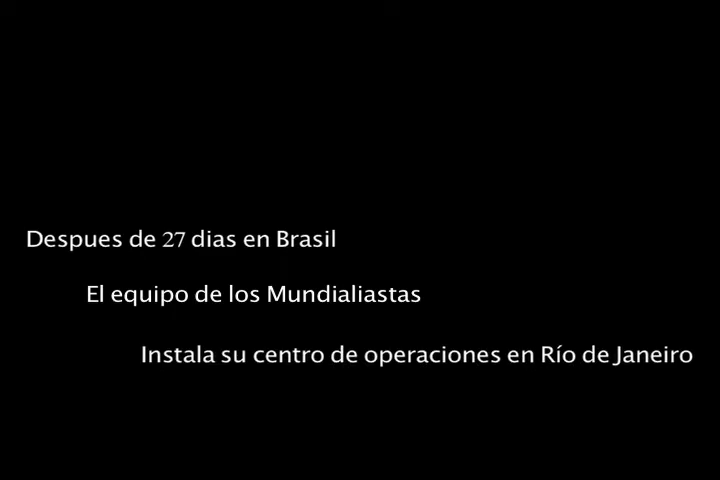 Despues de 27 dias en Brasil
El equipo de los Mundialiastas
Instala su centro de operaciones en Río de Janeiro